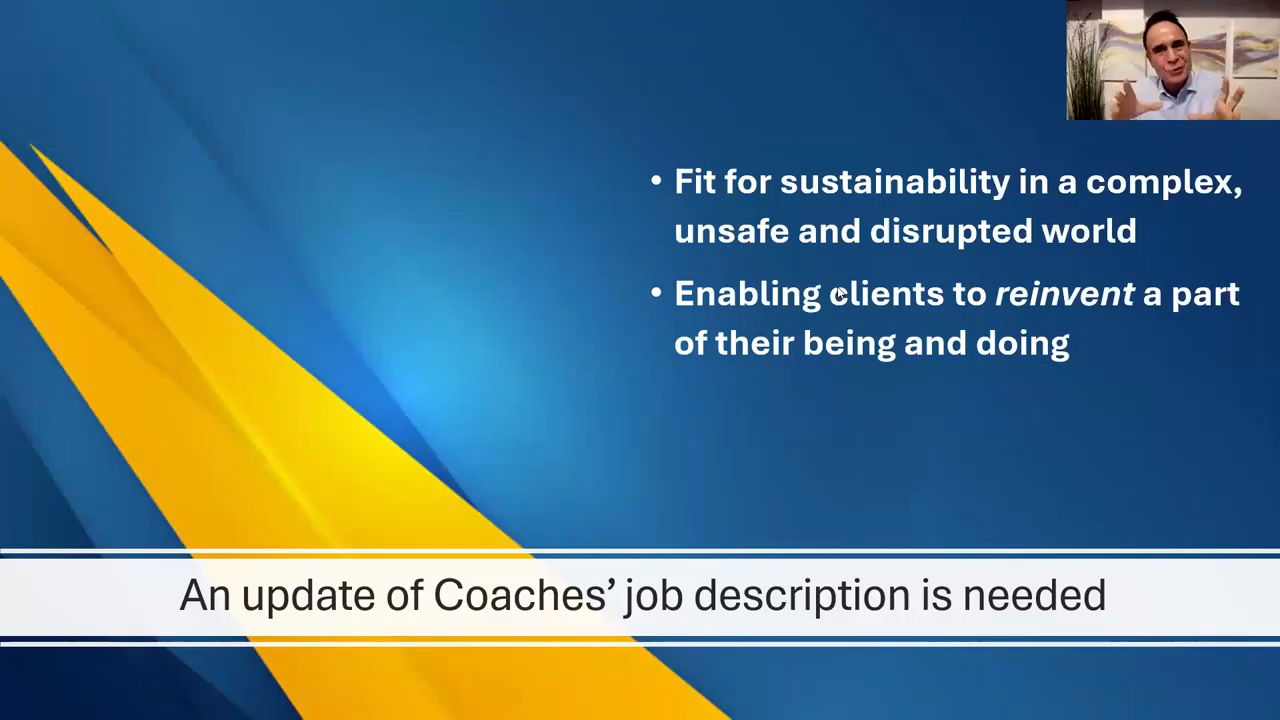 • Fit for sustainability in a complex,
unsafe and disrupted world
• Enabling clients to reinvent a part
of their being and doing
An update of Coaches’ job description is needed